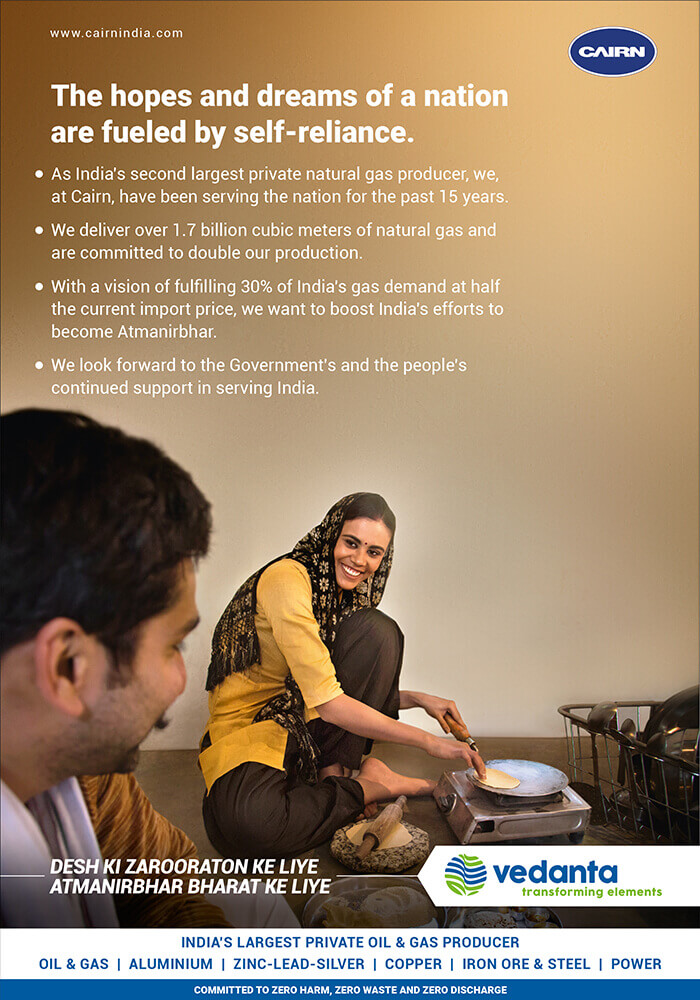 www.cairnindia.com
CAIRN
The hopes and dreams of a nation
are fueled by self-reliance.
• As India's second largest private natural gas producer, we,
at Cairn, have been serving the nation for the past 15 years.
• We deliver over 1.7 billion cubic meters of natural gas and
are committed to double our production.
• With a vision of fulfilling 30% of India's gas demand at half
the current import price, we want to boost India's efforts to
become Atmanirbhar.
• We look forward to the Government's and the people's
continued support in serving India.
DESH KI ZAROORATON KE LIYE
ATMANIRBHAR BHARAT KE LIYE
vedanta
transforming elements
INDIA'S LARGEST PRIVATE OIL & GAS PRODUCER
OIL & GAS | ALUMINIUM | ZINC-LEAD-SILVER | COPPER | IRON ORE & STEEL | POWER
COMMITTED TO ZERO HARM, ZERO WASTE AND ZERO DISCHARGE